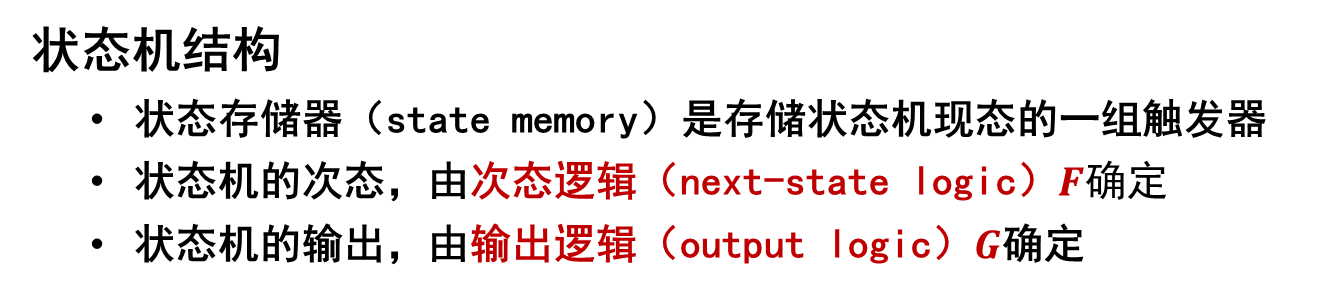 状态机结构
• 状态存储器（state memory）是存储状态机现态的一组触发器
• 状态机的次态，由次态逻辑（next-state logic）F确定
• 状态机的输出，由输出逻辑（output logic）G确定